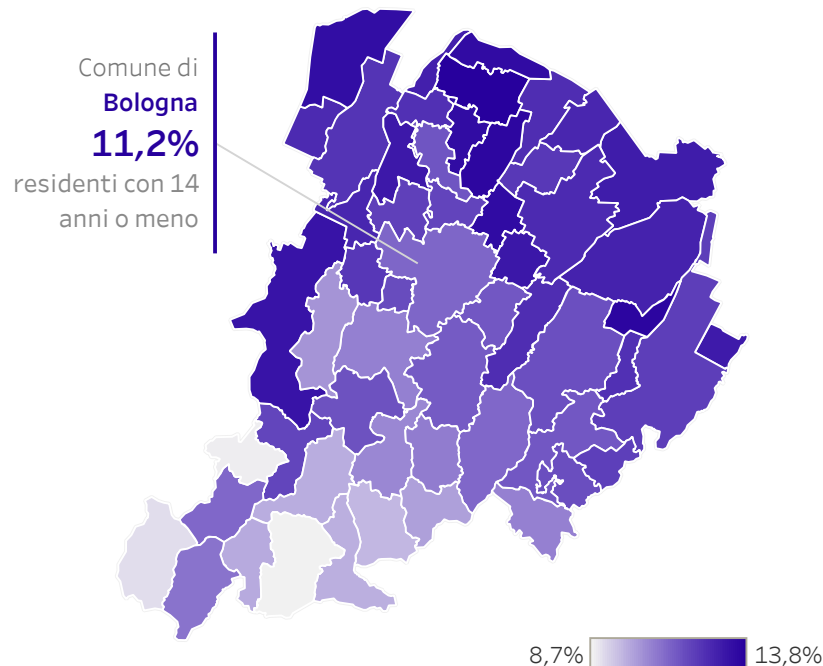 Comune di
Bologna
11,2%
residenti con 14
anni o meno
8,7%
13,8%